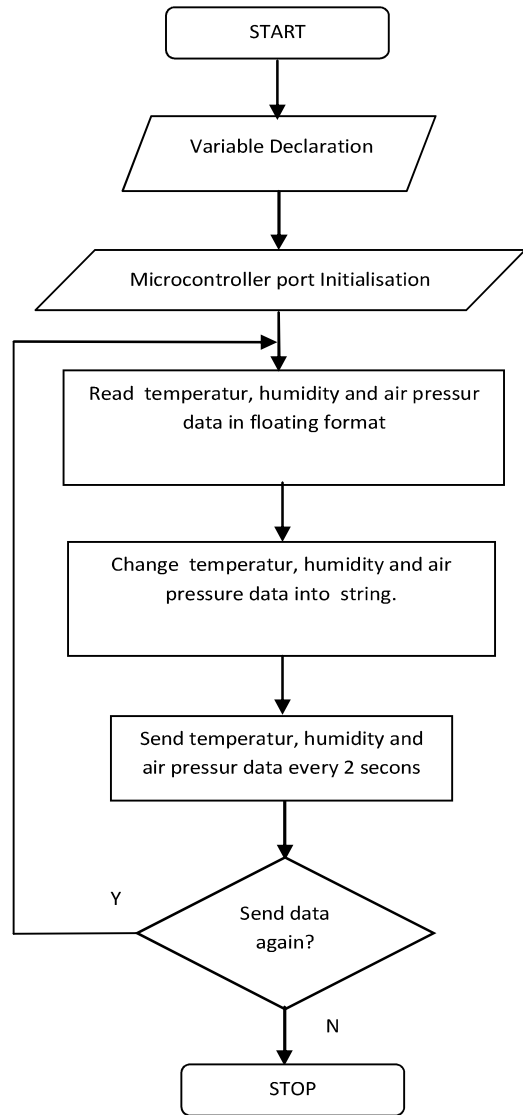 START
Variable Declaration
Microcontroller port Initialisation
Read temperatur, humidity and air pressur
data in floating format
Change temperatur, humidity and air
pressure data into string.
Send temperatur, humidity and
air pressur data every 2 secons
Y
Send data
again?
N
STOP